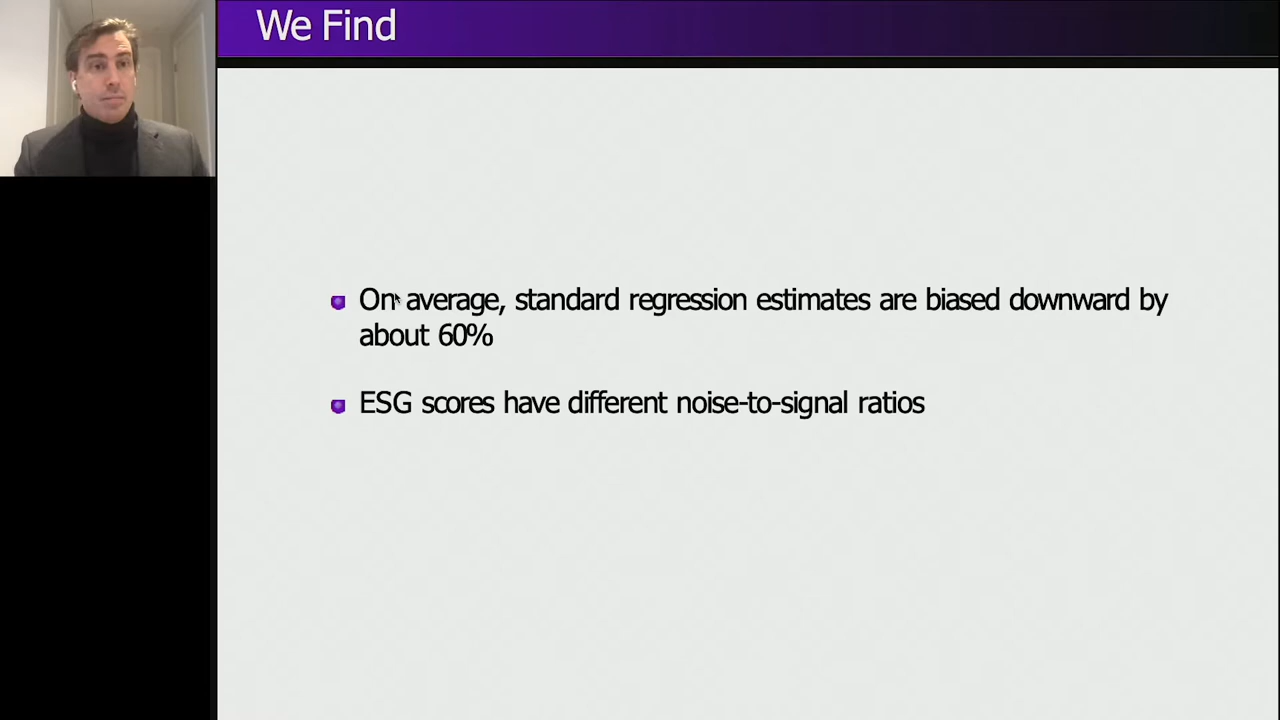 We Find
On average, standard regression estimates are biased downward by
about 60%
ESG scores have different noise-to-signal ratios